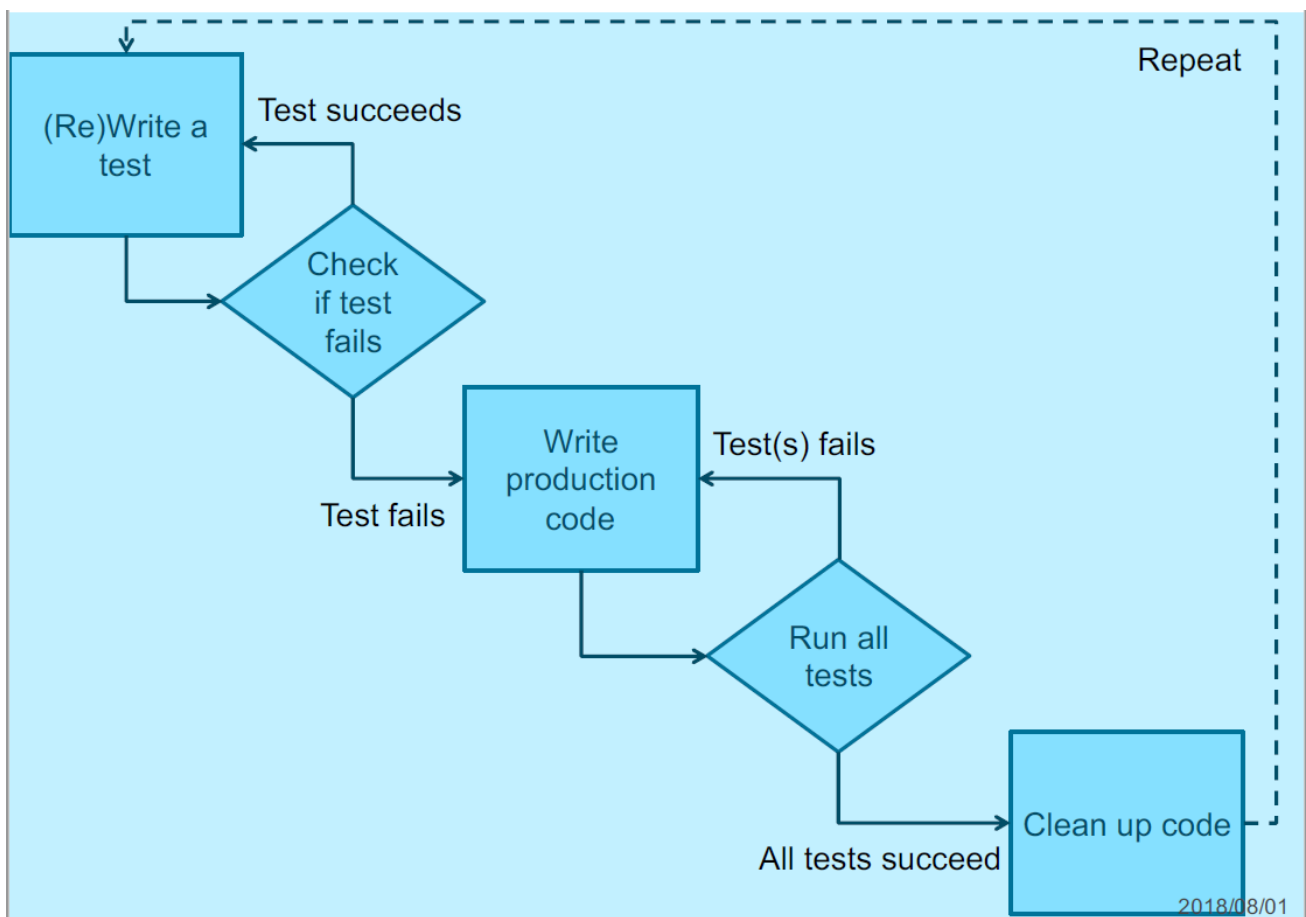 Repeat
(Re)Write a
test
Test succeeds
Check
if test
fails
Test fails
Write
production
code
Test(s) fails
Run all
tests
All tests succeed
Clean up code
2018/08/01